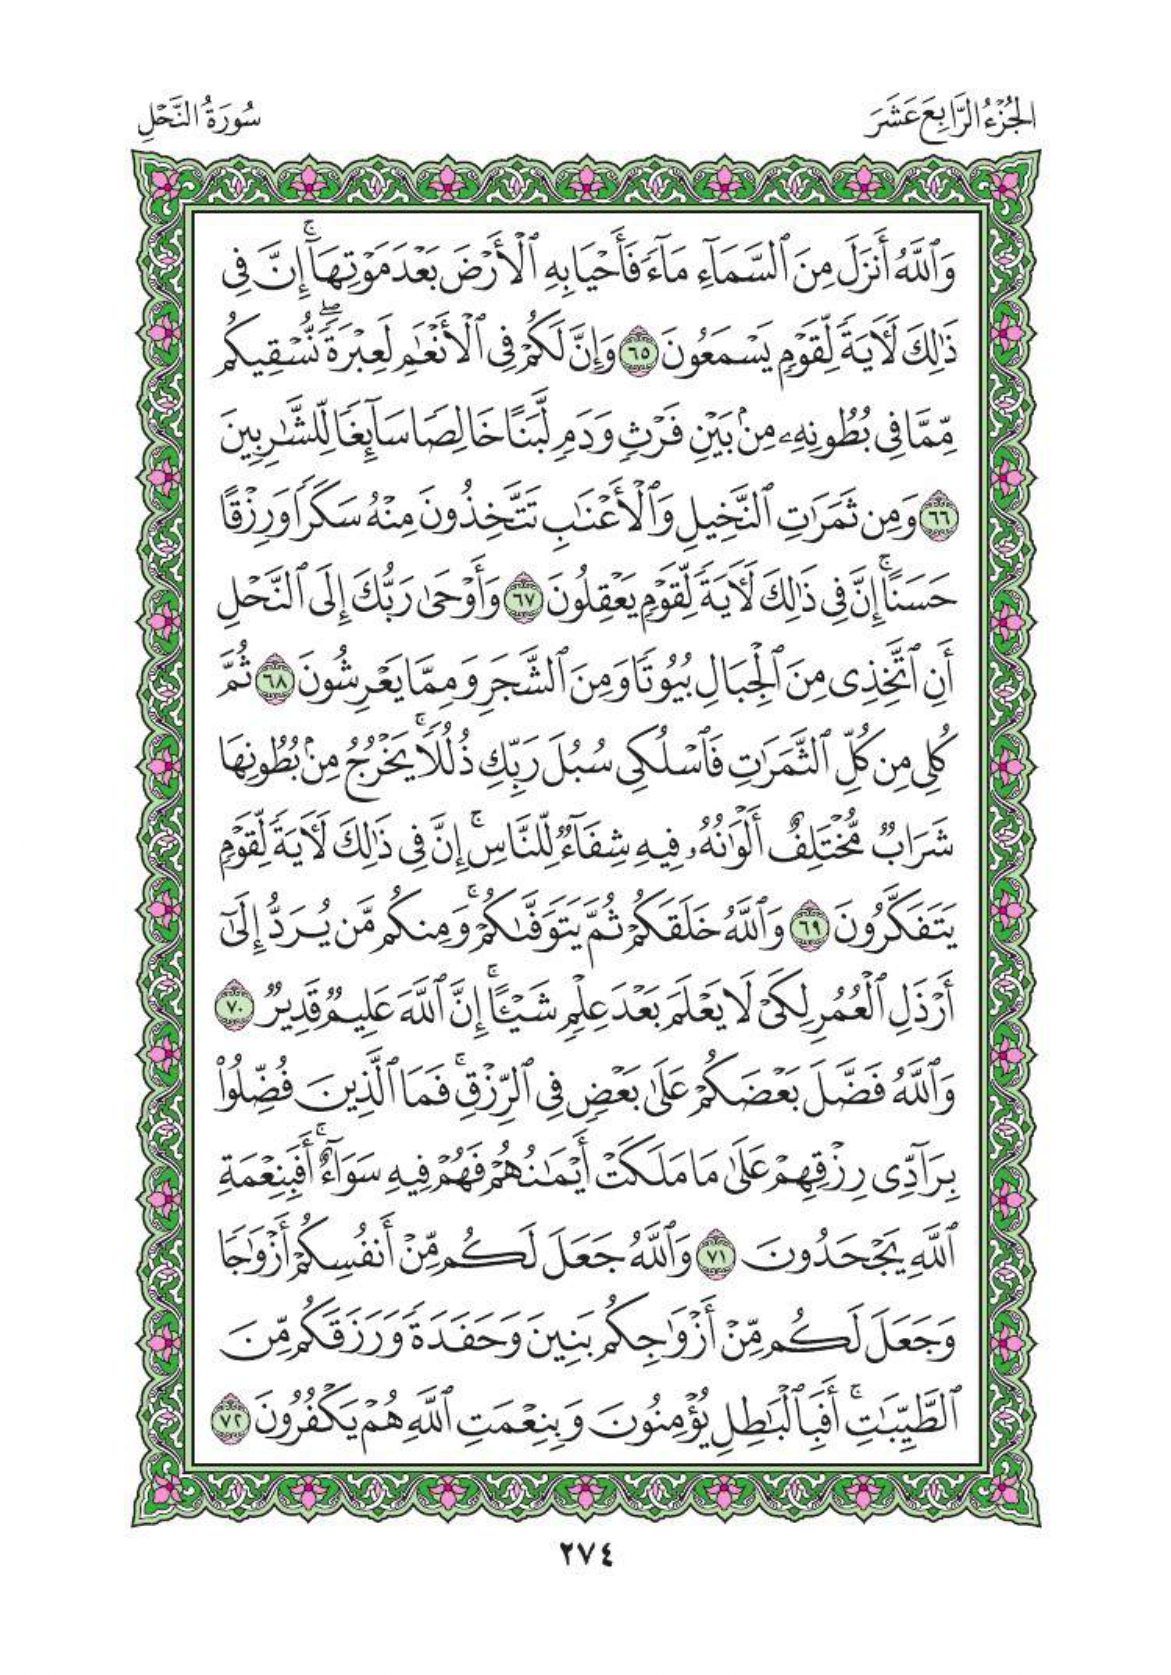 الجُزْءُ الرَّابِعَ عَشَرَ
سُورَةُ النَّحْلِ
وَٱللَّهُ أَنزَلَ مِنَ ٱلسَّمَآءِ مَآءً فَأَحْيَا بِهِ ٱلْأَرْضَ بَعْدَ مَوْتِهَآۚ إِنَّ فِى
ذَٰلِكَ لَـَٔايَةً لِّقَوْمٍ يَسْمَعُونَ ٦٥ وَإِنَّ لَكُمْ فِى ٱلْأَنْعَـٰمِ لَعِبْرَةًۖ نُّسْقِيكُم
مِّمَّا فِى بُطُونِهِۦ مِنۢ بَيْنِ فَرْثٍ وَدَمٍ لَّبَنًا خَالِصًا سَآئِغًا لِّلشَّـٰرِبِينَ
٦٦ وَمِن ثَمَرَٰتِ ٱلنَّخِيلِ وَٱلْأَعْنَـٰبِ تَتَّخِذُونَ مِنْهُ سَكَرًا وَرِزْقًا
حَسَنًاۗ إِنَّ فِى ذَٰلِكَ لَـَٔايَةً لِّقَوْمٍ يَعْقِلُونَ ٦٧ وَأَوْحَىٰ رَبُّكَ إِلَى ٱلنَّحْلِ
أَنِ ٱتَّخِذِى مِنَ ٱلْجِبَالِ بُيُوتًا وَمِنَ ٱلشَّجَرِ وَمِمَّا يَعْرِشُونَ ٦٨ ثُمَّ
كُلِى مِن كُلِّ ٱلثَّمَرَٰتِ فَٱسْلُكِى سُبُلَ رَبِّكِ ذُلُلًاۚ يَخْرُجُ مِنۢ بُطُونِهَا
شَرَابٌ مُّخْتَلِفٌ أَلْوَٰنُهُۥ فِيهِ شِفَآءٌ لِّلنَّاسِۚ إِنَّ فِى ذَٰلِكَ لَـَٔايَةً لِّقَوْمٍ
يَتَفَكَّرُونَ ٦٩ وَٱللَّهُ خَلَقَكُمْ ثُمَّ يَتَوَفَّىٰكُمْۚ وَمِنكُم مَّن يُرَدُّ إِلَىٰٓ
أَرْذَلِ ٱلْعُمُرِ لِكَىْ لَا يَعْلَمَ بَعْدَ عِلْمٍ شَيْـًٔاۚ إِنَّ ٱللَّهَ عَلِيمٌ قَدِيرٌ ٧٠
وَٱللَّهُ فَضَّلَ بَعْضَكُمْ عَلَىٰ بَعْضٍ فِى ٱلرِّزْقِۚ فَمَا ٱلَّذِينَ فُضِّلُوا۟
بِرَآدِّى رِزْقِهِمْ عَلَىٰ مَا مَلَكَتْ أَيْمَـٰنُهُمْ فَهُمْ فِيهِ سَوَآءٌۚ أَفَبِنِعْمَةِ
ٱللَّهِ يَجْحَدُونَ ٧١ وَٱللَّهُ جَعَلَ لَكُم مِّنْ أَنفُسِكُمْ أَزْوَٰجًا
وَجَعَلَ لَكُم مِّنْ أَزْوَٰجِكُم بَنِينَ وَحَفَدَةً وَرَزَقَكُم مِّنَ
ٱلطَّيِّبَـٰتِۚ أَفَبِٱلْبَـٰطِلِ يُؤْمِنُونَ وَبِنِعْمَتِ ٱللَّهِ هُمْ يَكْفُرُونَ ٧٢
٢٧٤